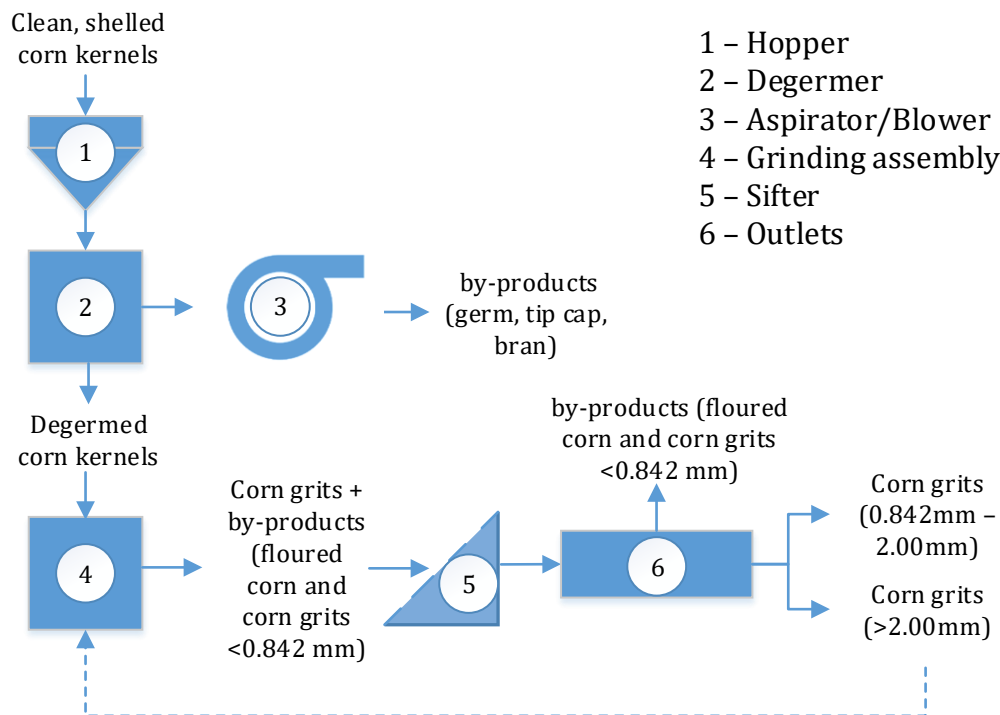 Clean, shelled
corn kernels
1 – Hopper
2 – Degermer
3 – Aspirator/Blower
4 – Grinding assembly
5 – Sifter
6 – Outlets
1
2
3
by-products
(germ, tip cap,
bran)
Degermed
corn kernels
by-products (floured
corn and corn grits
<0.842 mm)
4
Corn grits +
by-products
(floured
corn and
corn grits
<0.842 mm)
5
6
Corn grits
(0.842mm –
2.00mm)
Corn grits
(>2.00mm)